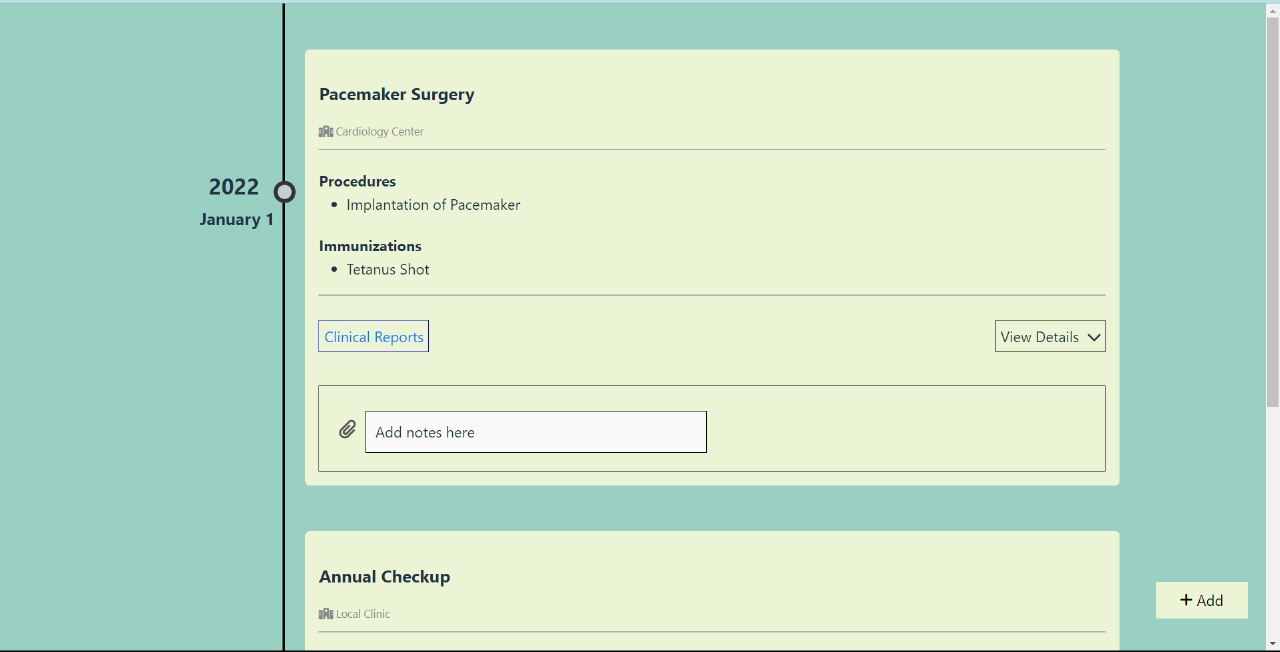 Pacemaker Surgery
Cardiology Center
2022
January 1
Procedures
Implantation of Pacemaker
Immunizations
Tetanus Shot
Clinical Reports
View Details
Add notes here
Annual Checkup
Local Clinic
+ Add